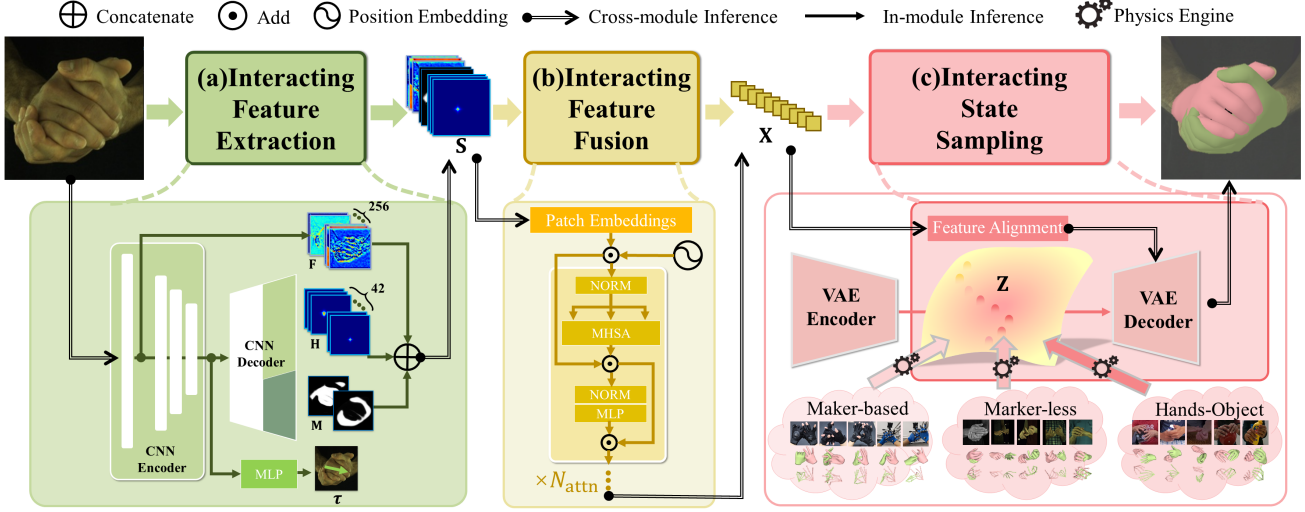 Concatenate
Add
Position Embedding
Cross-module Inference
In-module Inference
Physics Engine
(a)Interacting
Feature
Extraction
S
(b)Interacting
Feature
Fusion
X
(c)Interacting
State
Sampling
256
F
42
H
M
CNN
Decoder
CNN
Encoder
MLP
τ
Patch Embeddings
NORM
MHSA
NORM
MLP
×N_attn
Feature Alignment
Z
VAE
Encoder
VAE
Decoder
Maker-based
Marker-less
Hands-Object